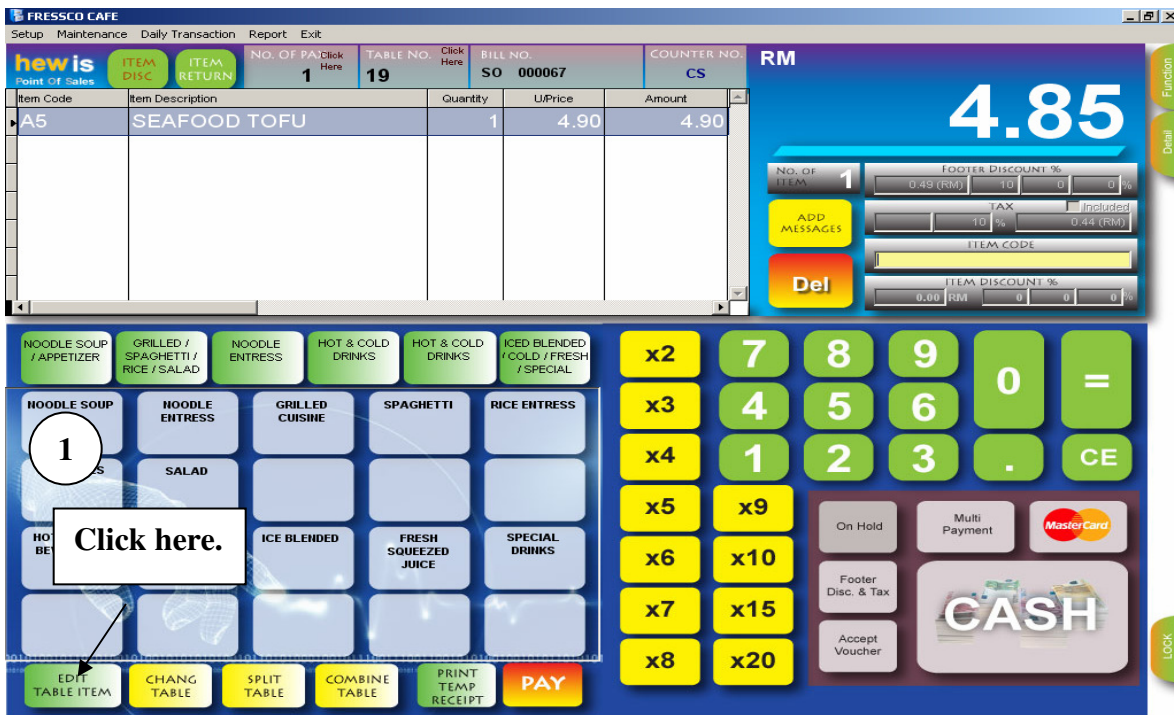 FRESSCO CAFE
Setup Maintenance Daily Transaction Report Exit
hew is
Point Of Sales
ITEM
DISC
ITEM
RETURN
NO. OF PA
Click
Here
1
TABLE NO.
Click
Here
19
BILL NO.
SO 000067
COUNTER NO.
CS
RM
4.85
Function
Detail
Item Code Item Description Quantity U/Price Amount
A5 SEAFOOD TOFU 1 4.90 4.90
NO. OF
ITEM
1
FOOTER DISCOUNT %
0.49 (RM) 10 0 0 %
TAX Included
10 % 0.44 (RM)
ADD
MESSAGES
ITEM CODE
Del
ITEM DISCOUNT %
0.00 RM 0 0 0 %
NOODLE SOUP
/ APPETIZER
GRILLED /
SPAGHETTI /
RICE / SALAD
NOODLE
ENTRESS
HOT & COLD
DRINKS
HOT & COLD
DRINKS
ICED BLENDED
/ COLD / FRESH
/ SPECIAL
NOODLE SOUP
NOODLE
ENTRESS
GRILLED
CUISINE
SPAGHETTI
RICE ENTRESS
1
SALAD
Click here.
ICE BLENDED
FRESH
SQUEEZED
JUICE
SPECIAL
DRINKS
EDIT
TABLE ITEM
CHANG
TABLE
SPLIT
TABLE
COMBINE
TABLE
PRINT
TEMP
RECEIPT
PAY
x2
x3
x4
x5 x9
x6 x10
x7 x15
x8 x20
7 8 9 0 =
4 5 6
1 2 3 . CE
On Hold
Multi
Payment
MasterCard
Footer
Disc. & Tax
Accept
Voucher
CASH
LOCK